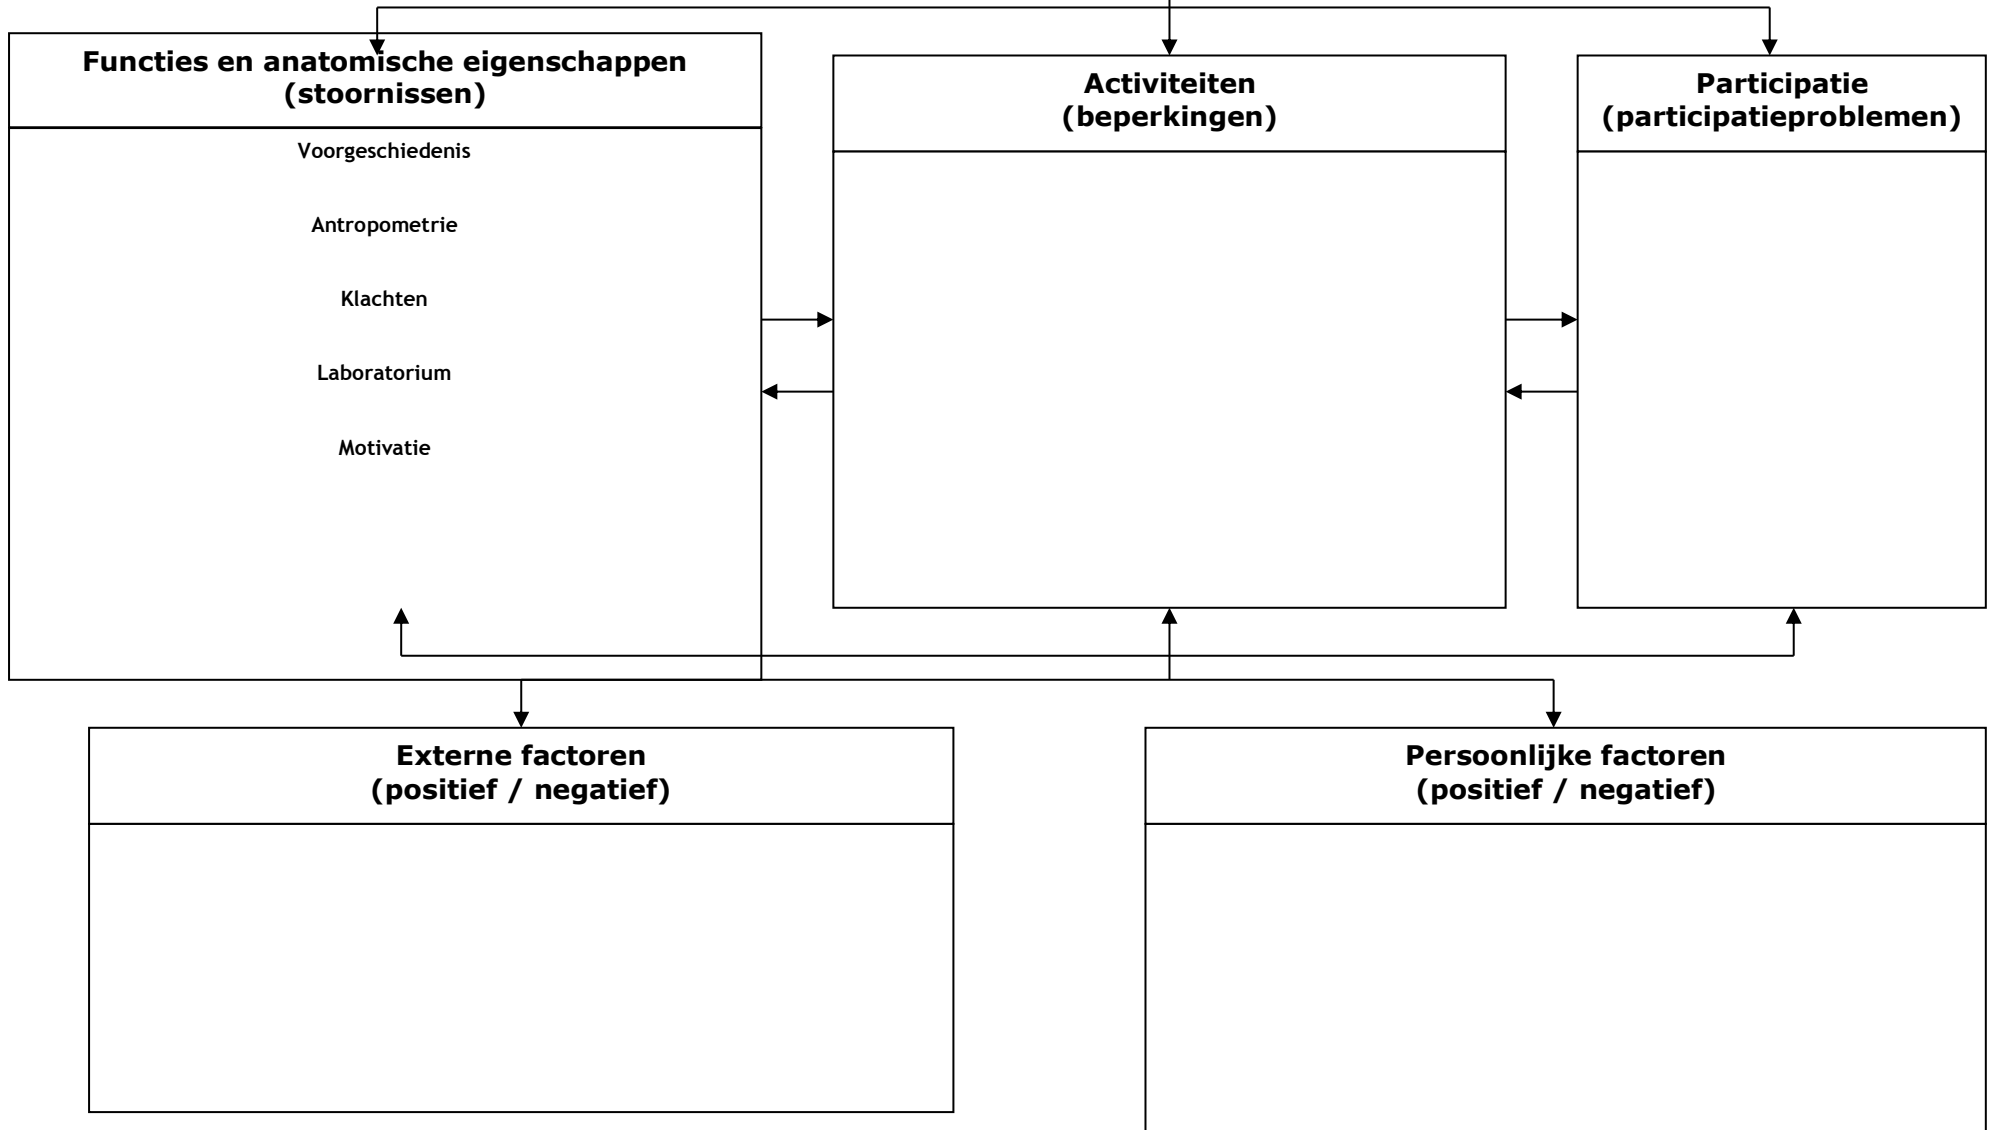 Functies en anatomische eigenschappen
(stoornissen)
Voorgeschiedenis
Antropometrie
Klachten
Laboratorium
Motivatie
Activiteiten
(beperkingen)
Participatie
(participatieproblemen)
Externe factoren
(positief / negatief)
Persoonlijke factoren
(positief / negatief)